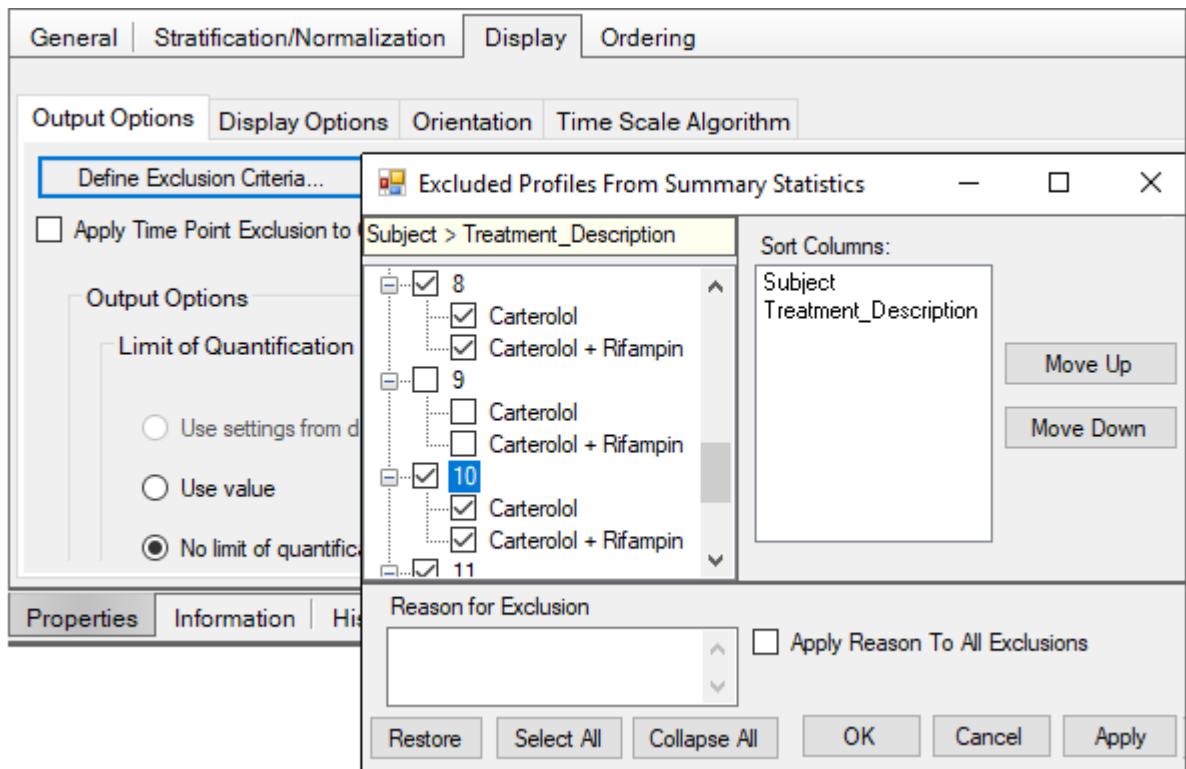 General Stratification/Normalization Display Ordering
Output Options Display Options Orientation Time Scale Algorithm
Define Exclusion Criteria...
Apply Time Point Exclusion to
Output Options
Limit of Quantification
Use settings from d
Use value
No limit of quantific
Properties Information His
Excluded Profiles From Summary Statistics
Subject > Treatment_Description
8
Carterolol
Carterolol + Rifampin
9
Carterolol
Carterolol + Rifampin
10
Carterolol
Carterolol + Rifampin
11
Sort Columns:
Subject
Treatment_Description
Move Up
Move Down
Reason for Exclusion
Apply Reason To All Exclusions
Restore Select All Collapse All OK Cancel Apply